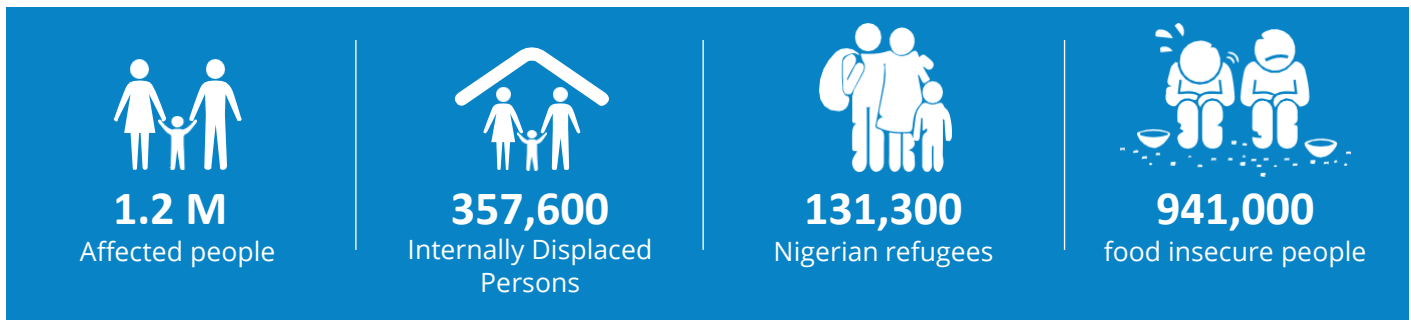 1.2 M
Affected people
357,600
Internally Displaced
Persons
131,300
Nigerian refugees
941,000
food insecure people